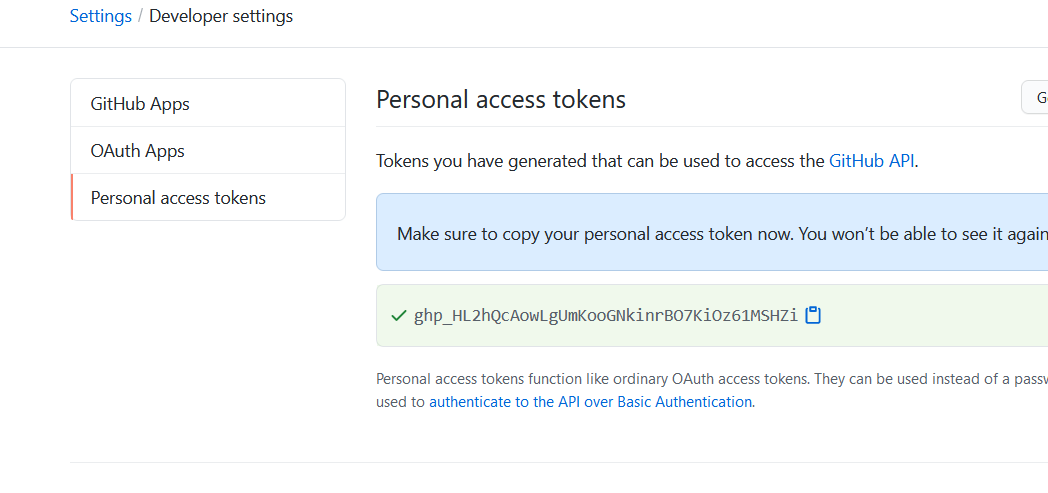 Settings / Developer settings
GitHub Apps
OAuth Apps
Personal access tokens
Personal access tokens
Tokens you have generated that can be used to access the GitHub API.
Make sure to copy your personal access token now. You won't be able to see it again
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
Personal access tokens function like ordinary OAuth access tokens. They can be used instead of a
used to authenticate to the API over Basic Authentication.